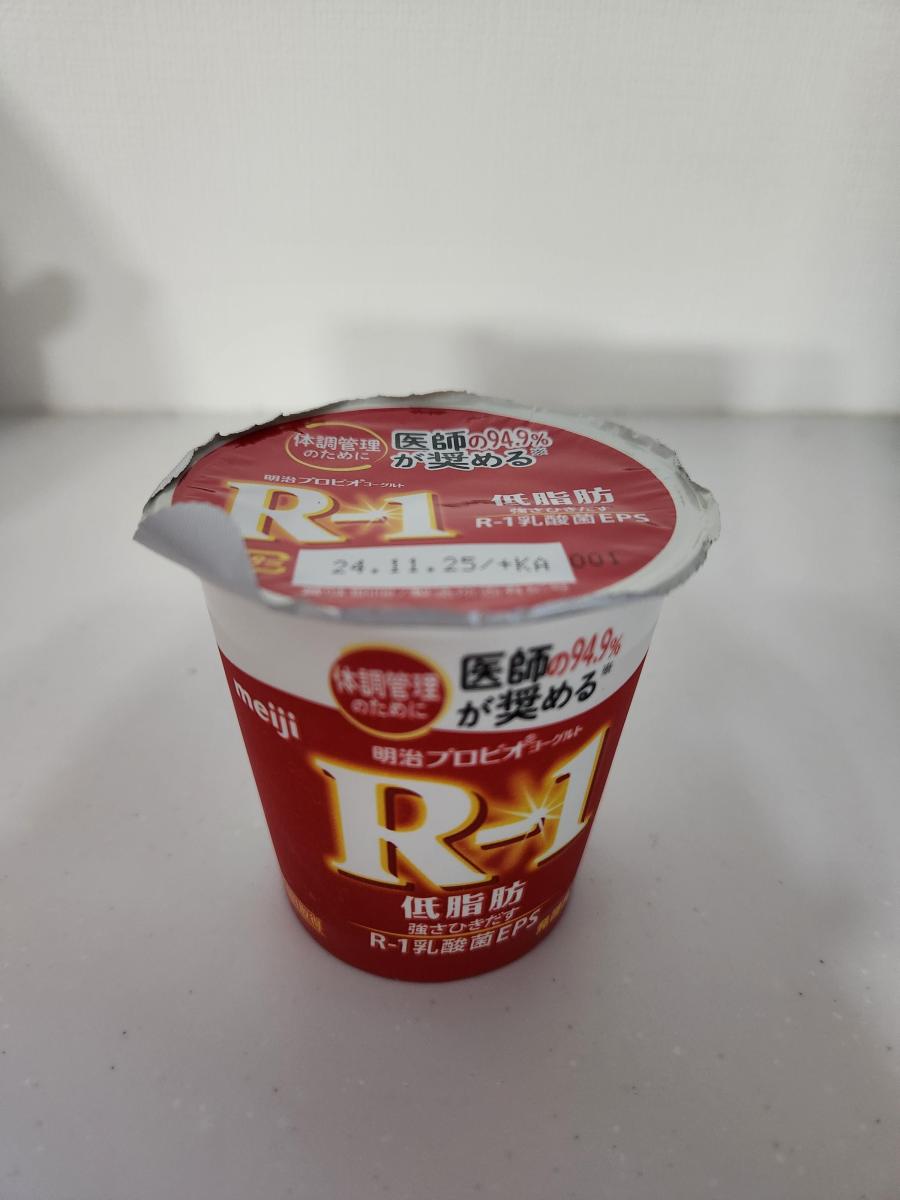 体調管理
のために
医師の94.9%※
が奨める
明治プロビオヨーグルト
R-1
低脂肪
強さひきだす
R-1乳酸菌EPS
24.11.25/+KA
001
meiji
体調管理
のために
医師の94.9%※
が奨める
明治プロビオ®ヨーグルト
R-1
低脂肪
強さひきだす
R-1乳酸菌EPS